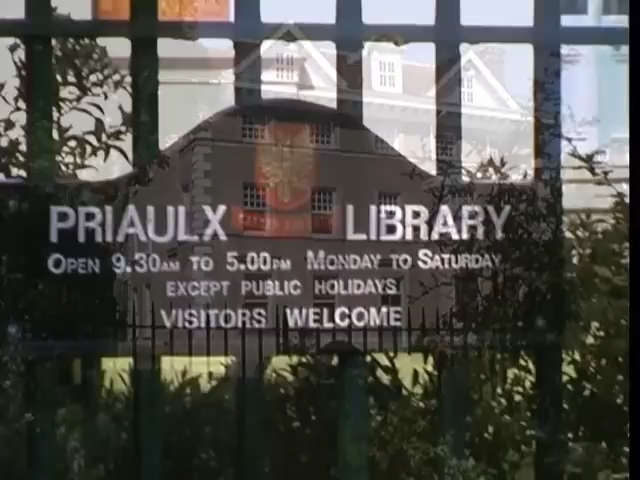 PRIAULX LIBRARY
OPEN 9.30AM TO 5.00PM MONDAY TO SATURDAY
EXCEPT PUBLIC HOLIDAYS
VISITORS WELCOME